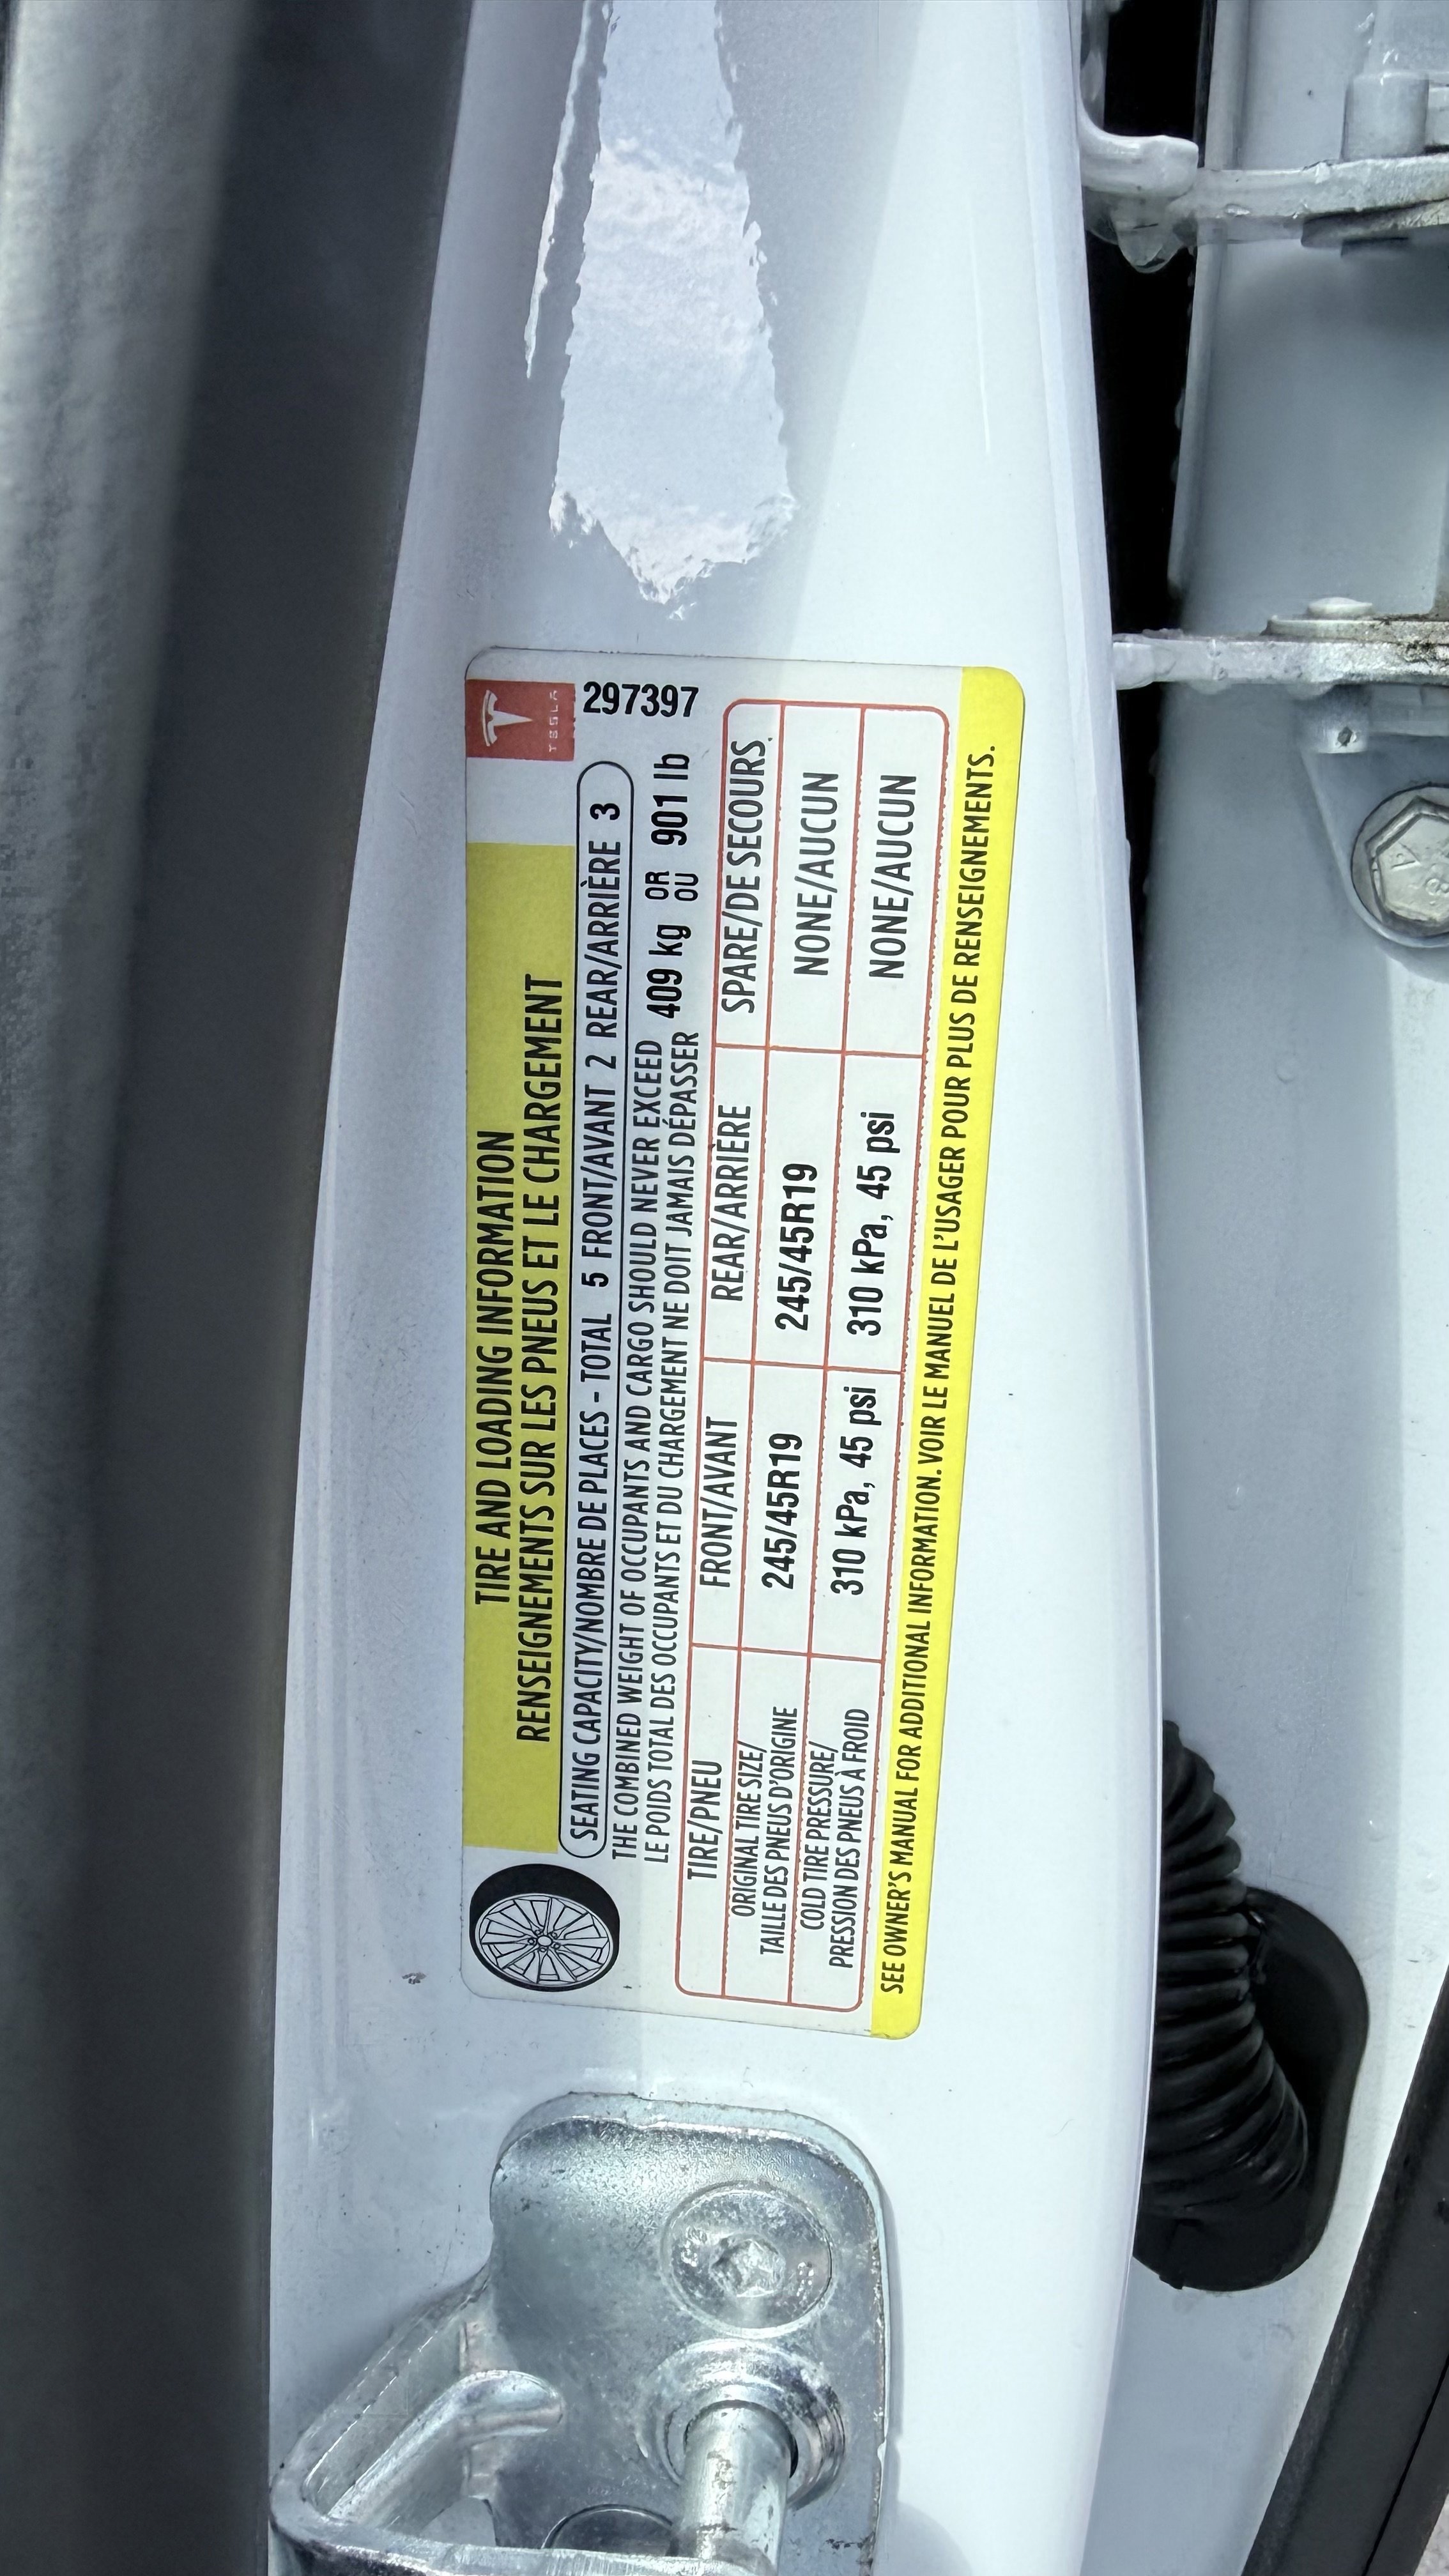 TESLA
TIRE AND LOADING INFORMATION
RENSEIGNEMENTS SUR LES PNEUS ET LE CHARGEMENT
297397
SEATING CAPACITY/NOMBRE DE PLACES - TOTAL 5 FRONT/AVANT 2 REAR/ARRIÈRE 3
THE COMBINED WEIGHT OF OCCUPANTS AND CARGO SHOULD NEVER EXCEED 409 kg OR 901 lb
LE POIDS TOTAL DES OCCUPANTS ET DU CHARGEMENT NE DOIT JAMAIS DÉPASSER OU
TIRE/PNEU FRONT/AVANT REAR/ARRIÈRE SPARE/DE SECOURS
ORIGINAL TIRE SIZE/ 245/45R19 245/45R19 NONE/AUCUN
TAILLE DES PNEUS D'ORIGINE
COLD TIRE PRESSURE/ 310 kPa, 45 psi 310 kPa, 45 psi NONE/AUCUN
PRESSION DES PNEUS À FROID
SEE OWNER'S MANUAL FOR ADDITIONAL INFORMATION. VOIR LE MANUEL DE L'USAGER POUR PLUS DE RENSEIGNEMENTS.